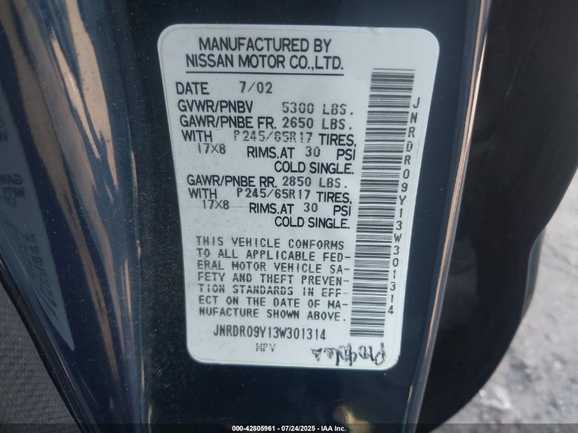 MANUFACTURED BY
NISSAN MOTOR CO.,LTD.
DATE 7/02
GVWR/PNBV 5300 LBS.
GAWR/PNBE FR. 2650 LBS.
WITH P245/65R17 TIRES.
17X8 RIMS.AT 30 PSI
COLD SINGLE.
GAWR/PNBE RR. 2850 LBS.
WITH P245/65R17 TIRES.
17X8 RIMS.AT 30 PSI
COLD SINGLE.
THIS VEHICLE CONFORMS
TO ALL APPLICABLE FED-
ERAL MOTOR VEHICLE SA-
FETY AND THEFT PREVEN-
TION STANDARDS IN EFF-
ECT ON THE DATE OF MA-
NUFACTURE SHOWN ABOVE.
JNRDR09Y13W301314
MPV
JNRDR09Y13W301314
000-42805961 - 07/24/2025 - IAAI